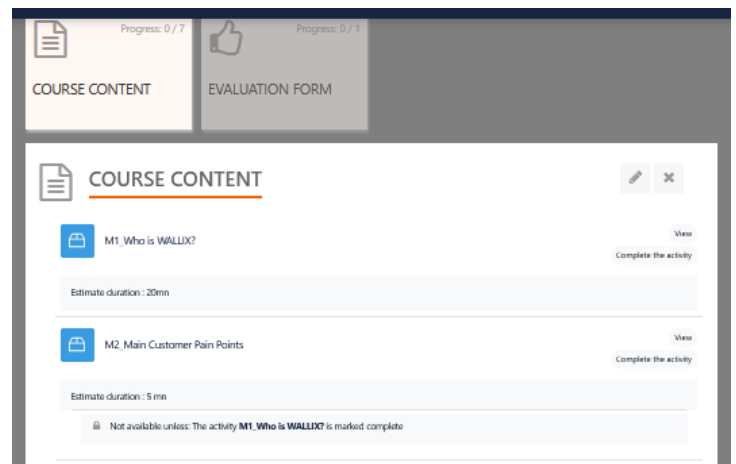 Progress: 0 / 7
Progress: 0 / 1
COURSE CONTENT
EVALUATION FORM
COURSE CONTENT
M1_Who is WALLIX?
View
Complete the activity
Estimate duration : 20mn
M2_Main Customer Pain Points
View
Complete the activity
Estimate duration : 5 mn
Not available unless: The activity M1_Who is WALLIX? is marked complete